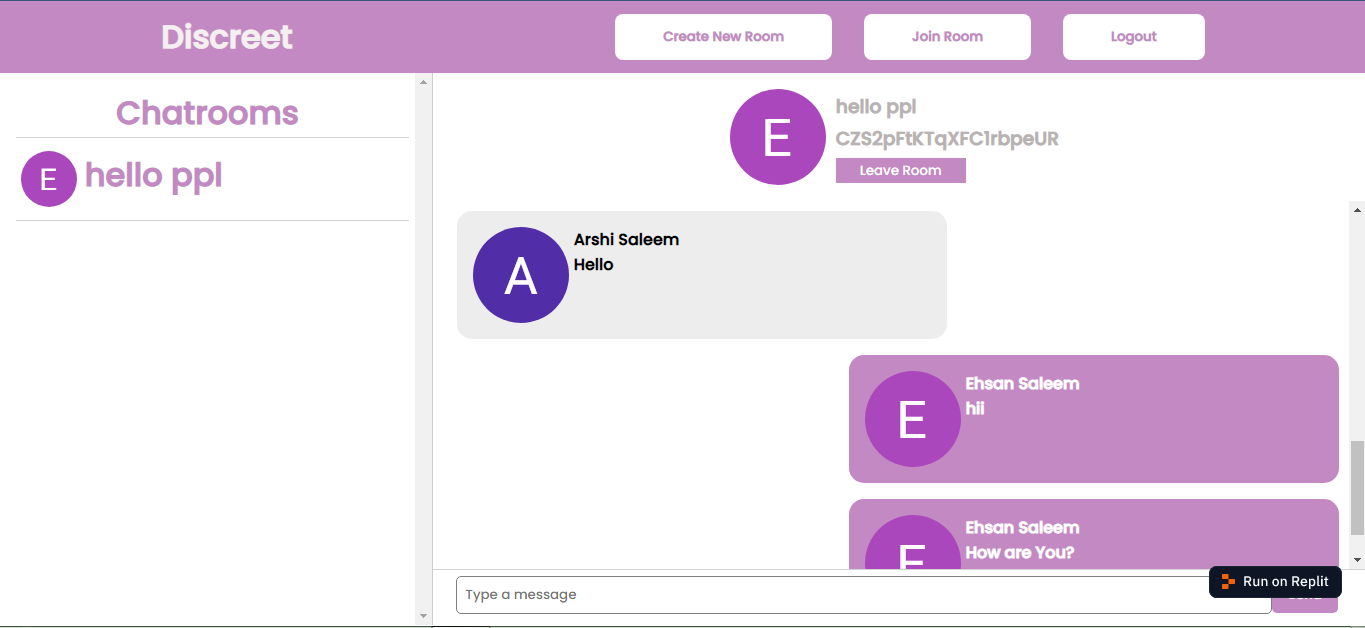 Discreet
Create New Room
Join Room
Logout
Chatrooms
E
hello ppl
E
hello ppl
CZS2pFtKTqXFC1rbpeUR
Leave Room
A
Arshi Saleem
Hello
E
Ehsan Saleem
hii
E
Ehsan Saleem
How are You?
Type a message
Run on Replit